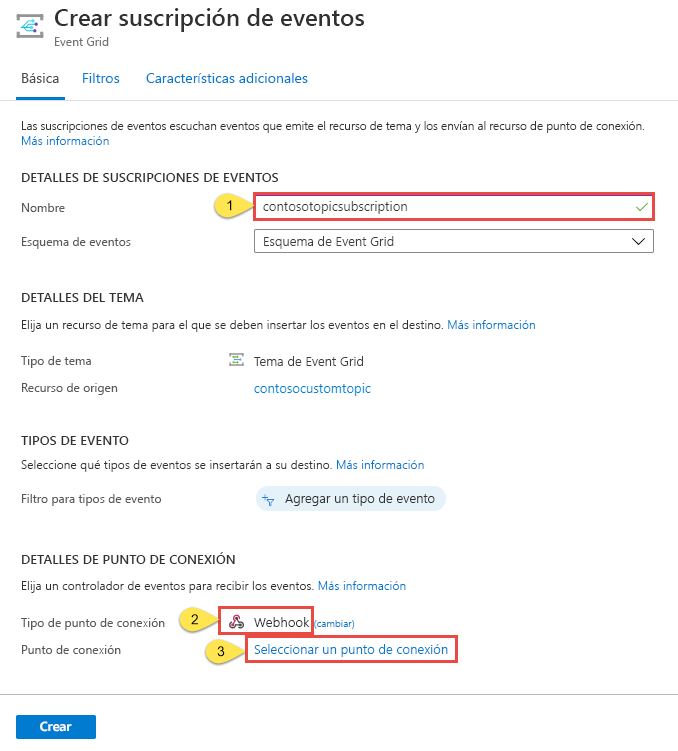 Crear suscripción de eventos
Event Grid
Básica Filtros Características adicionales
Las suscripciones de eventos escuchan eventos que emite el recurso de tema y los envían al recurso de punto de conexión.
Más información
DETALLES DE SUSCRIPCIONES DE EVENTOS
Nombre 1 contosotopicsubscription
Esquema de eventos Esquema de Event Grid
DETALLES DEL TEMA
Elija un recurso de tema para el que se deben insertar los eventos en el destino. Más información
Tipo de tema Tema de Event Grid
Recurso de origen contosocustomtopic
TIPOS DE EVENTO
Seleccione qué tipos de eventos se insertarán a su destino. Más información
Filtro para tipos de evento Agregar un tipo de evento
DETALLES DE PUNTO DE CONEXIÓN
Elija un controlador de eventos para recibir los eventos. Más información
Tipo de punto de conexión 2 Webhook (cambiar)
Punto de conexión 3 Seleccionar un punto de conexión
Crear